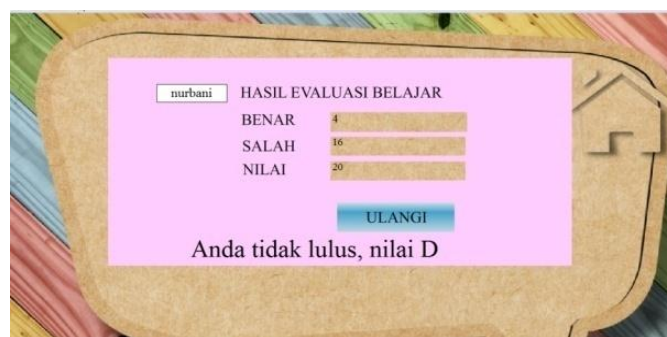 nurbani HASIL EVALUASI BELAJAR
BENAR 4
SALAH 16
NILAI 20
ULANGI
Anda tidak lulus, nilai D